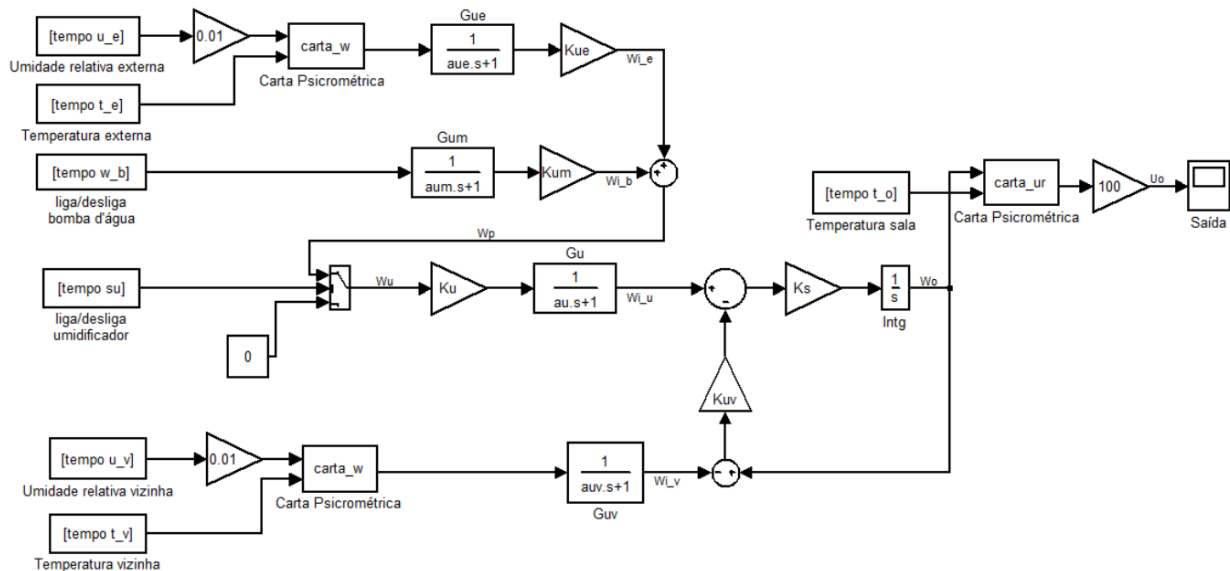 [tempo u_e]
Umidade relativa externa
0.01
[tempo t_e]
Temperatura externa
carta_w
Carta Psicrométrica
Gue
1
aue.s+1
Kue
Wi_e
[tempo w_b]
liga/desliga
bomba d'água
Gum
1
aum.s+1
Kum
Wi_b
Wp
[tempo su]
liga/desliga
umidificador
0
Wu
Ku
Gu
1
au.s+1
Wi_u
Ks
1
s
Intg
Wo
[tempo t_o]
Temperatura sala
carta_ur
Carta Psicrométrica
100
Uo
Saída
Kuv
[tempo u_v]
Umidade relativa vizinha
0.01
[tempo t_v]
Temperatura vizinha
carta_w
Carta Psicrométrica
1
auv.s+1
Guv
Wi_v